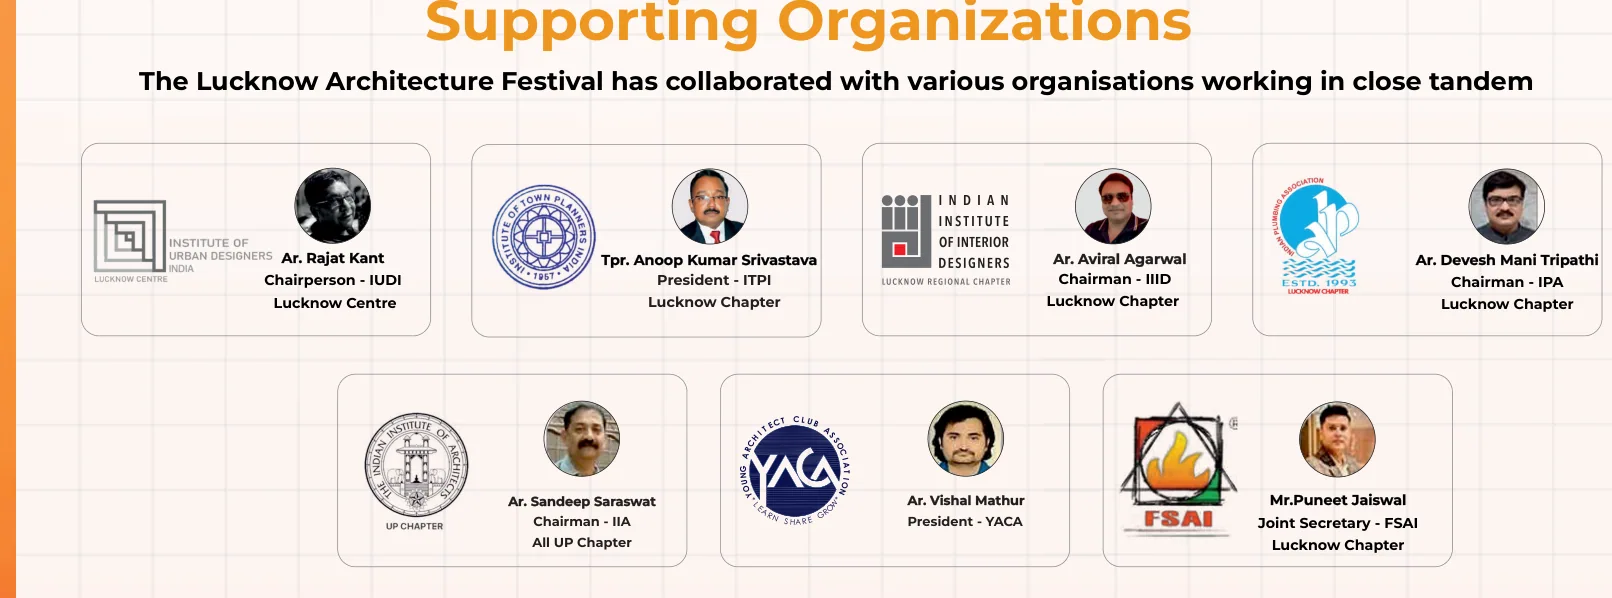 Supporting Organizations
The Lucknow Architecture Festival has collaborated with various organisations working in close tandem
INSTITUTE OF
URBAN DESIGNERS
INDIA
LUCKNOW CENTRE
Ar. Rajat Kant
Chairperson - IUDI
Lucknow Centre
INSTITUTE OF TOWN PLANNERS INDIA
• 1957 •
Tpr. Anoop Kumar Srivastava
President - ITPI
Lucknow Chapter
INDIAN
INSTITUTE
OF INTERIOR
DESIGNERS
LUCKNOW REGIONAL CHAPTER
Ar. Aviral Agarwal
Chairman - IIID
Lucknow Chapter
INDIAN PLUMBING ASSOCIATION
ESTD. 1993
LUCKNOW CHAPTER
Ar. Devesh Mani Tripathi
Chairman - IPA
Lucknow Chapter
THE INDIAN INSTITUTE OF ARCHITECTS
UP CHAPTER
Ar. Sandeep Saraswat
Chairman - IIA
All UP Chapter
YOUNG ARCHITECT CLUB ASSOCIATION
YACA
LEARN SHARE GROW
Ar. Vishal Mathur
President - YACA
FSAI
Mr.Puneet Jaiswal
Joint Secretary - FSAI
Lucknow Chapter